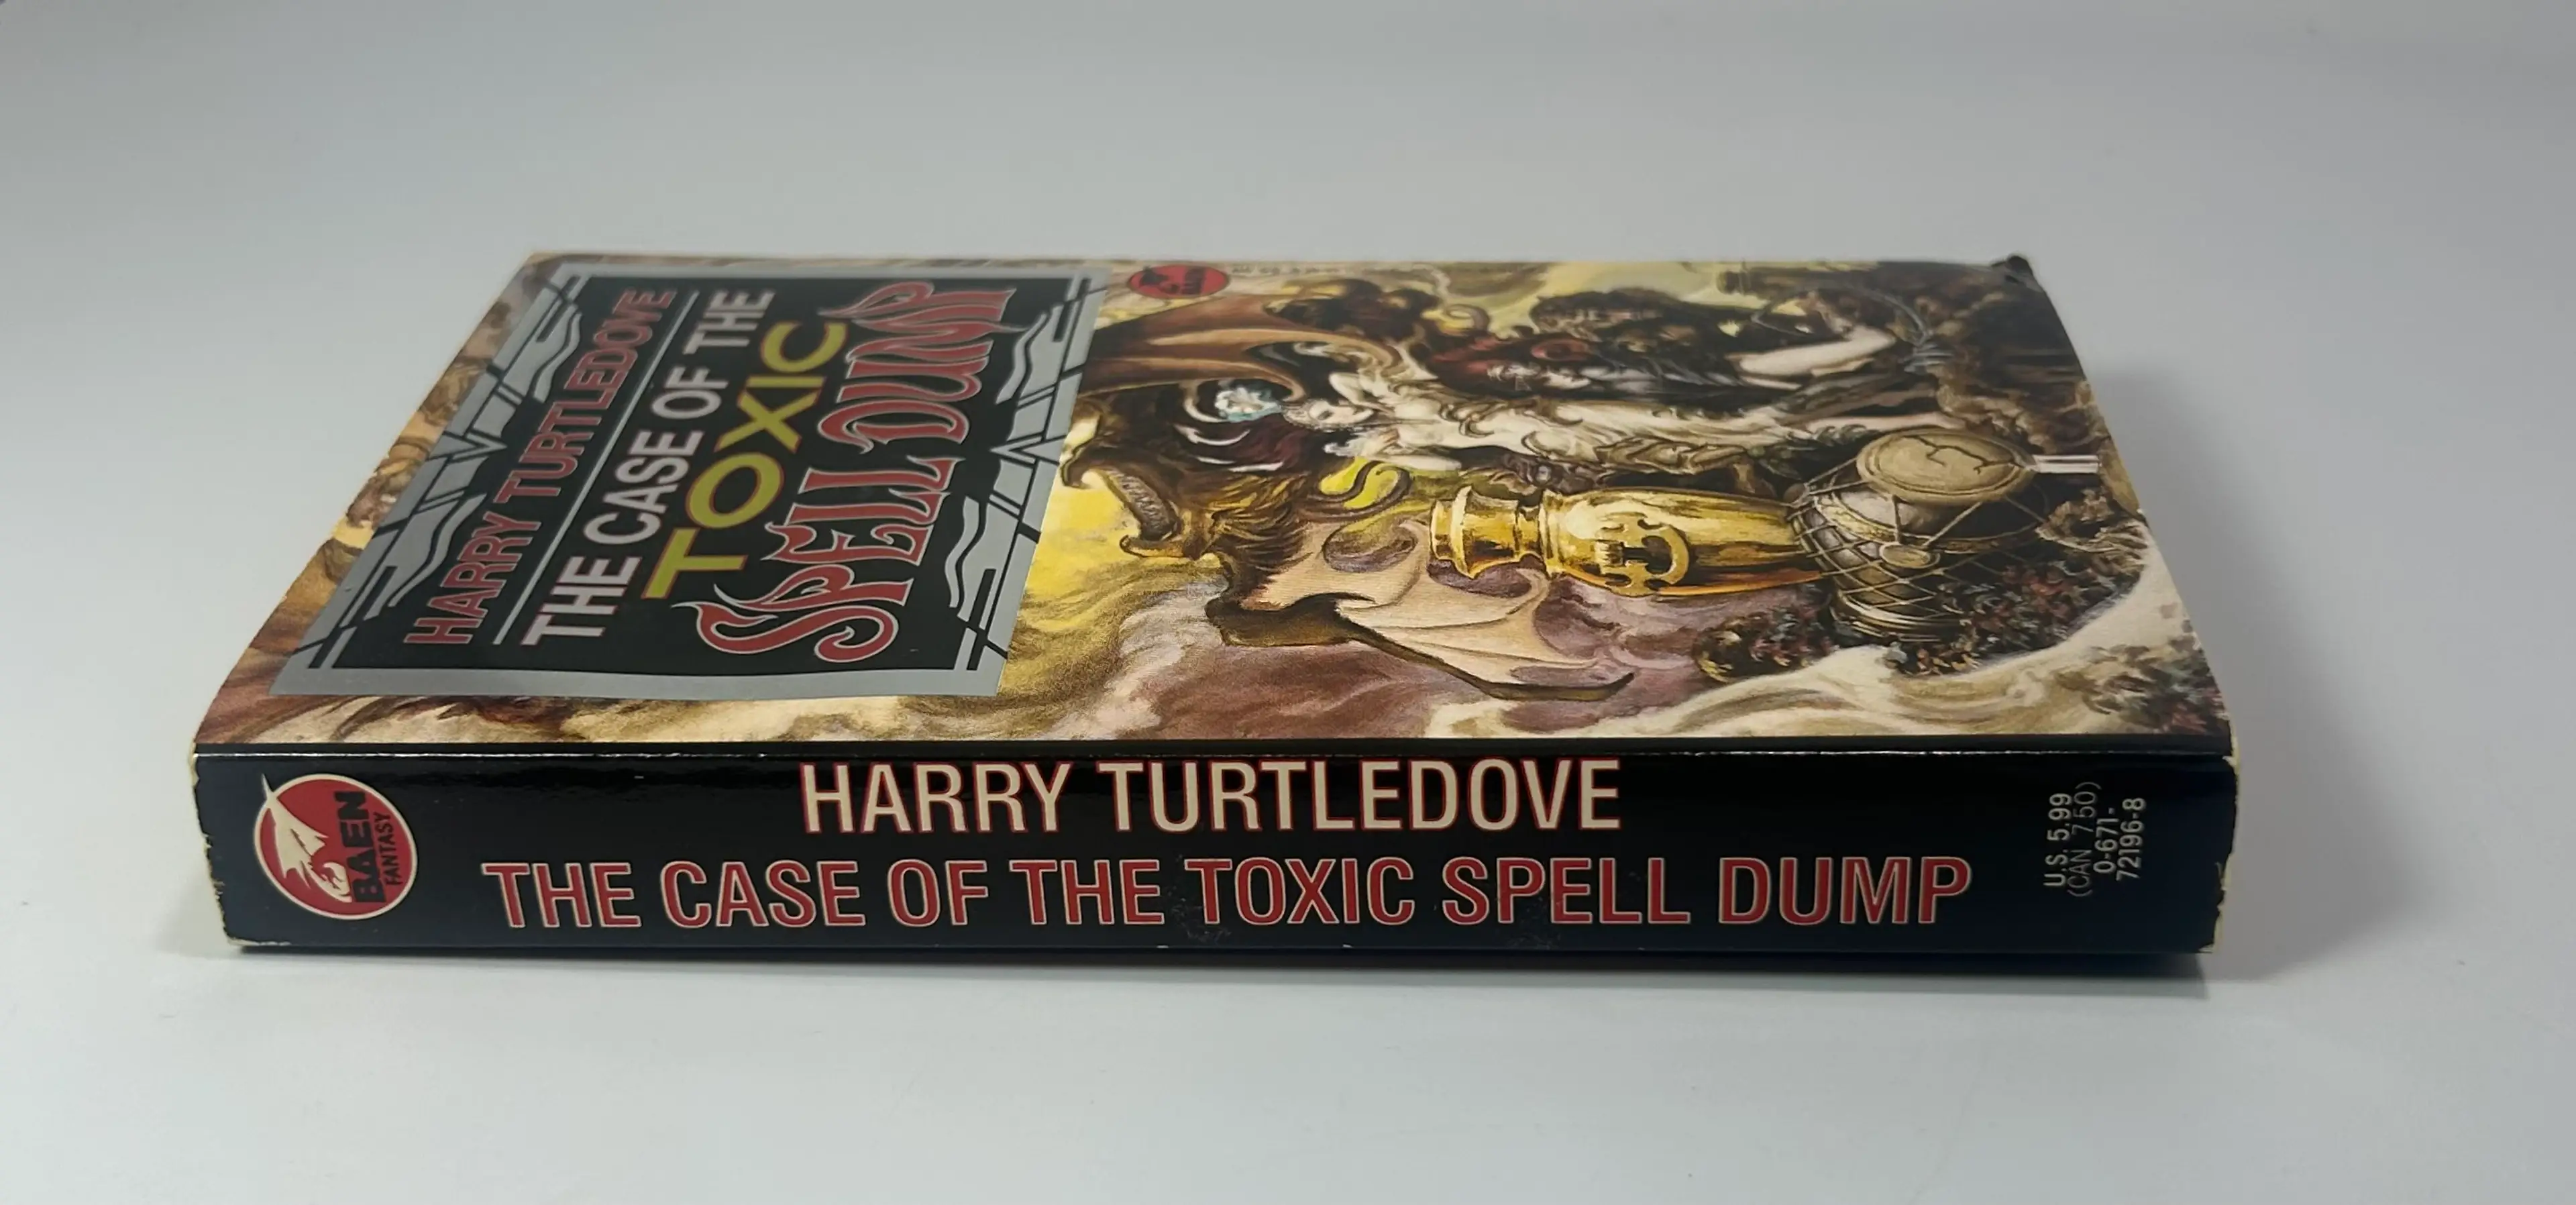 HARRY TURTLEDOVE
THE CASE OF THE
TOXIC
SPELL DUMP
BAEN
BAEN
FANTASY
HARRY TURTLEDOVE
THE CASE OF THE TOXIC SPELL DUMP
U.S. 5.99
(CAN 7.50)
0-671-
72196-8